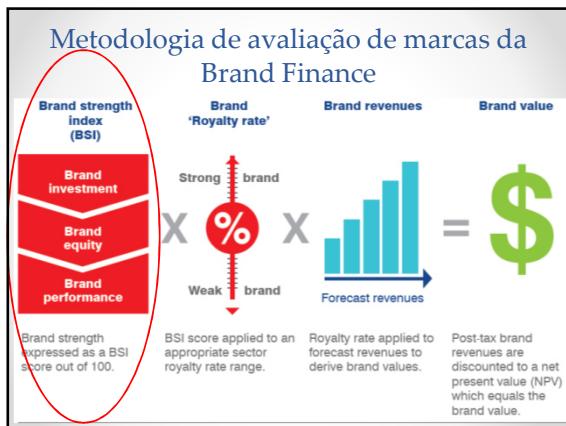 Metodologia de avaliação de marcas da
Brand Finance
Brand strength
index
(BSI)
Brand
investment
Brand
equity
Brand
performance
Brand strength
expressed as a BSI
score out of 100.
X
Brand
'Royalty rate'
Strong brand
%
Weak brand
BSI score applied to an
appropriate sector
royalty rate range.
X
Brand revenues
Forecast revenues
Royalty rate applied to
forecast revenues to
derive brand values.
=
Brand value
$
Post-tax brand
revenues are
discounted to a net
present value (NPV)
which equals the
brand value.